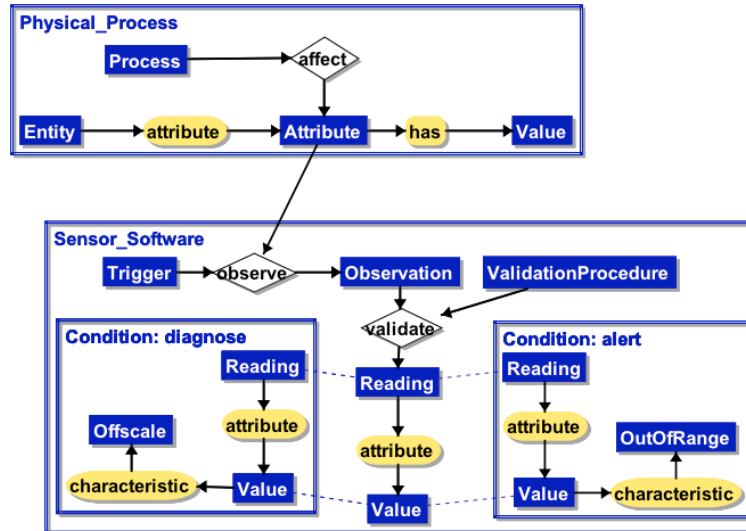 Physical_Process
Process
affect
Entity
attribute
Attribute
has
Value
Sensor_Software
Trigger
observe
Observation
ValidationProcedure
validate
Condition: diagnose
Reading
attribute
Offscale
characteristic
Value
Reading
attribute
Value
Condition: alert
Reading
attribute
OutOfRange
Value
characteristic